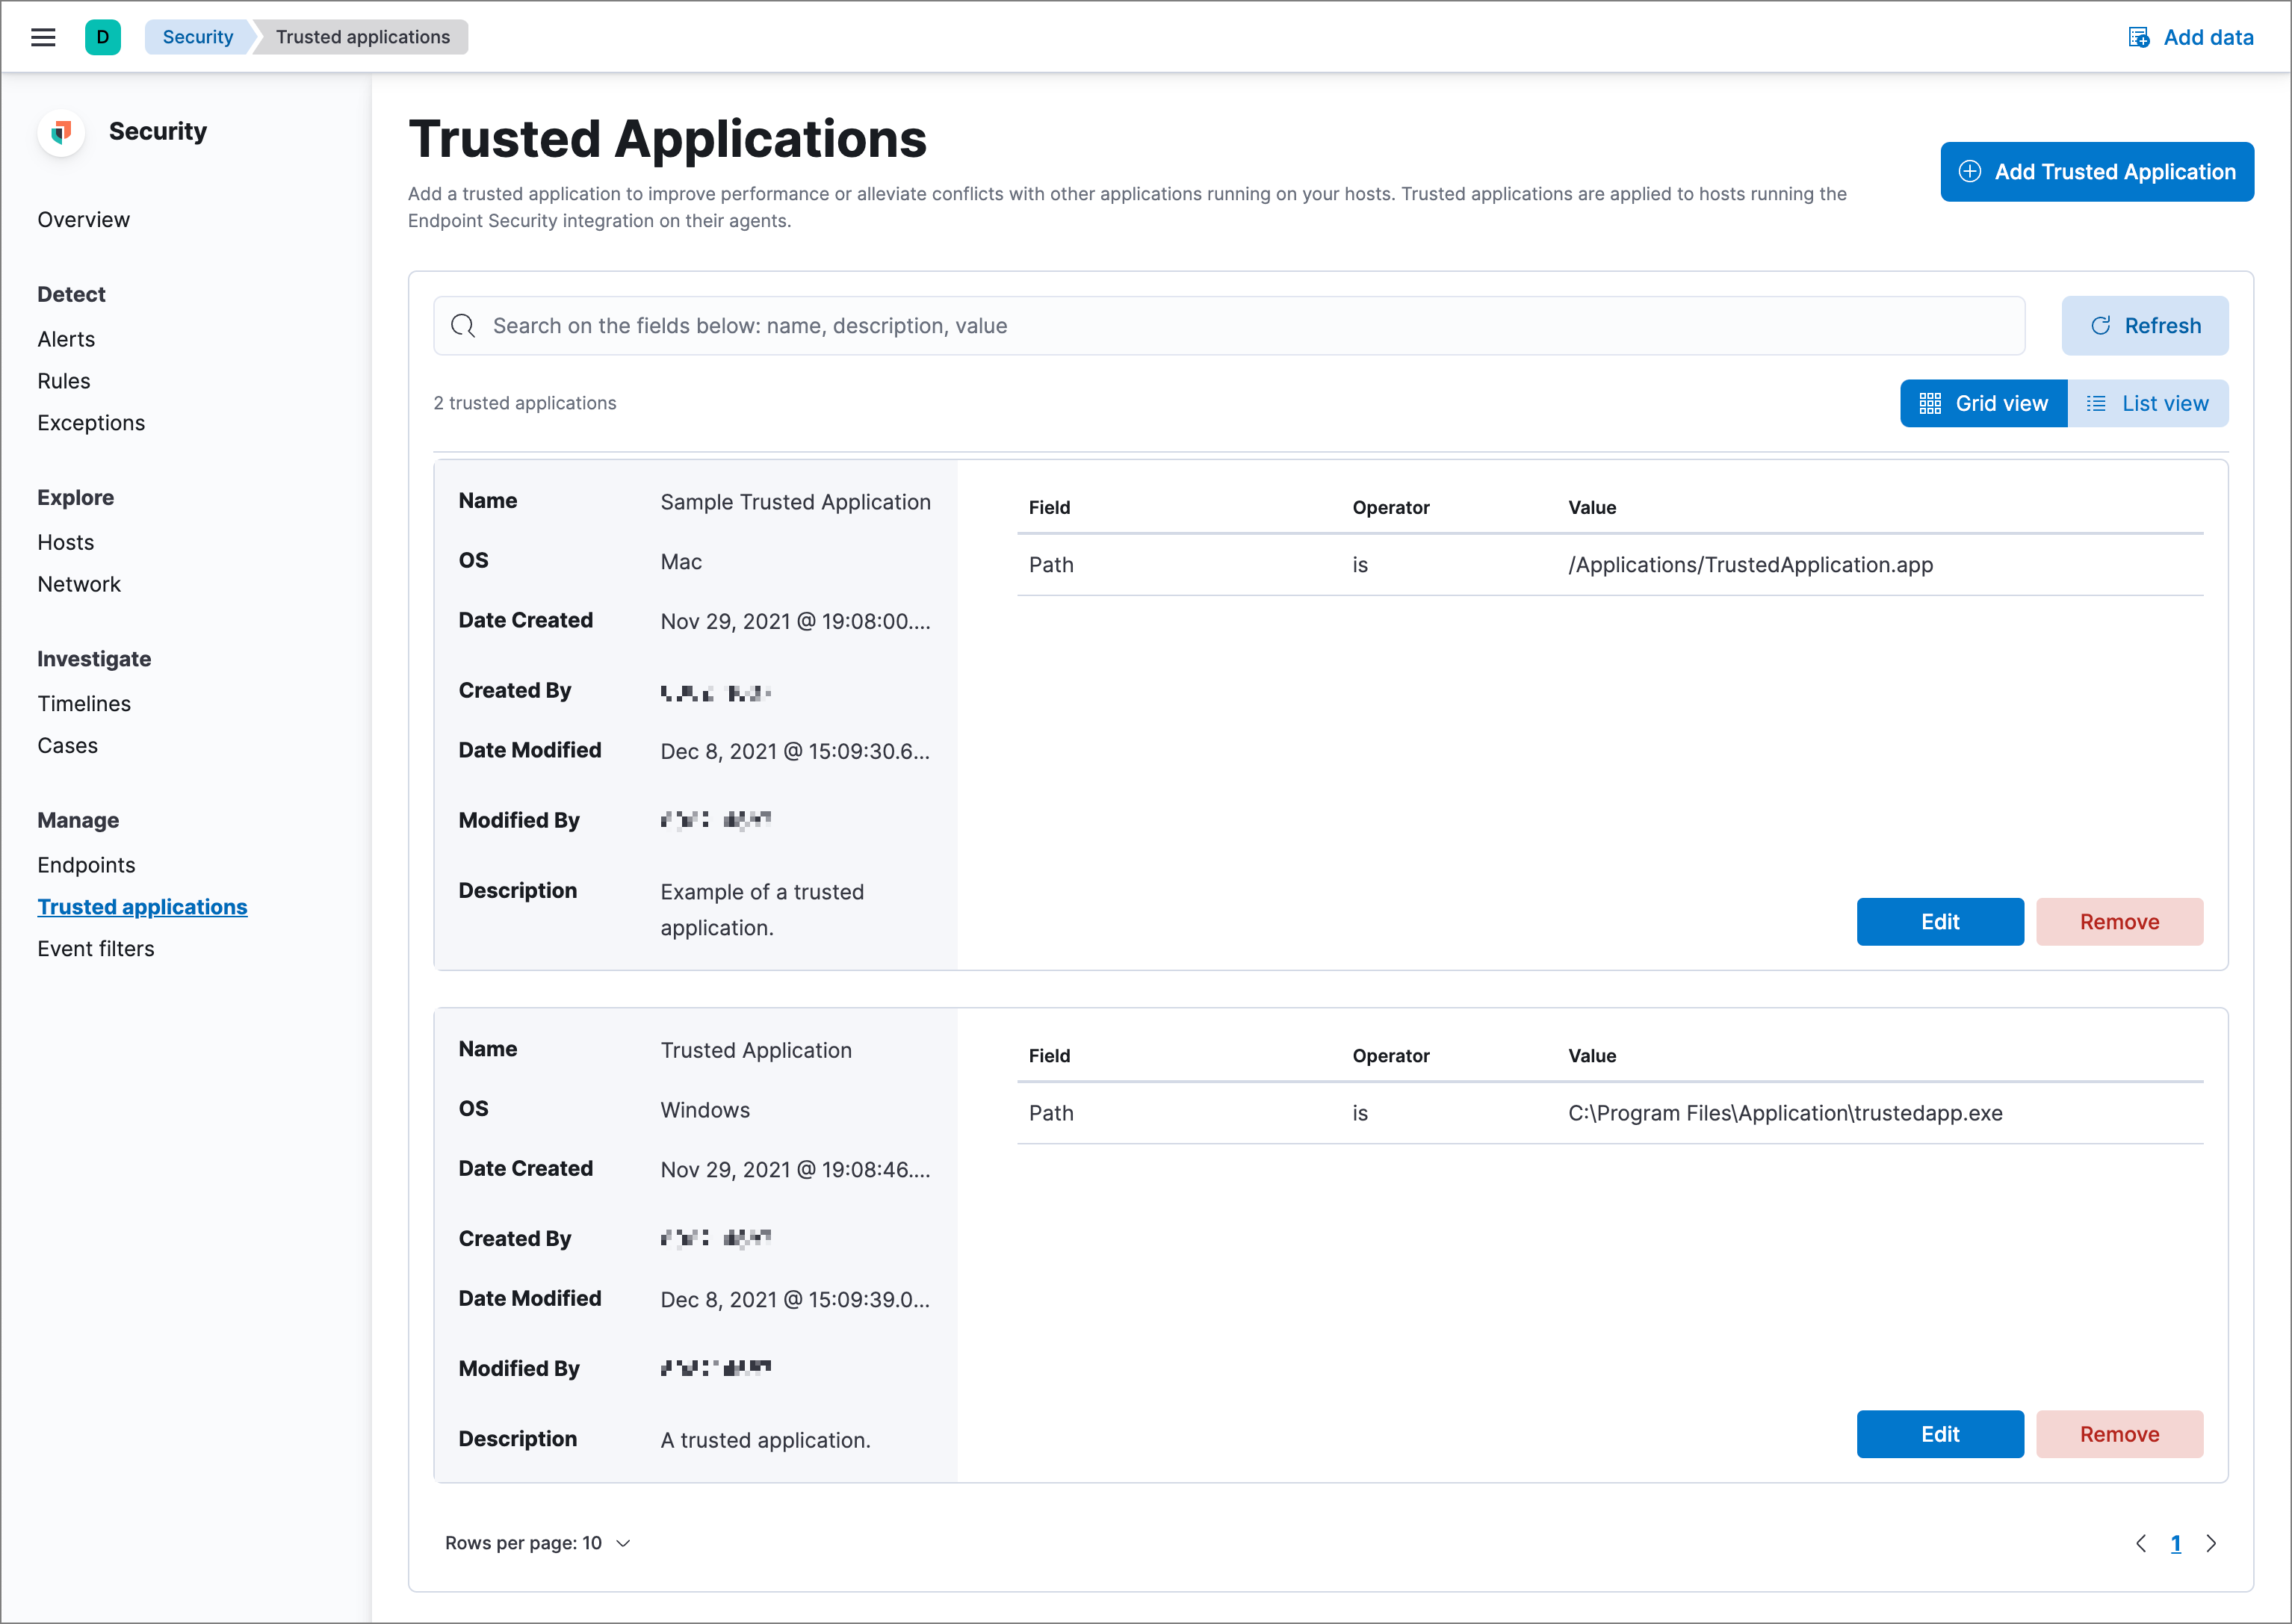 D Security Trusted applications Add data
Security
Overview
Detect
Alerts
Rules
Exceptions
Explore
Hosts
Network
Investigate
Timelines
Cases
Manage
Endpoints
Trusted applications
Event filters
Trusted Applications
Add a trusted application to improve performance or alleviate conflicts with other applications running on your hosts. Trusted applications are applied to hosts running the
Endpoint Security integration on their agents.
Add Trusted Application
Search on the fields below: name, description, value
Refresh
2 trusted applications
Grid view List view
Name Sample Trusted Application
OS Mac
Date Created Nov 29, 2021 @ 19:08:00....
Created By
Date Modified Dec 8, 2021 @ 15:09:30.6...
Modified By
Description Example of a trusted
application.
Field Operator Value
Path is /Applications/TrustedApplication.app
Edit Remove
Name Trusted Application
OS Windows
Date Created Nov 29, 2021 @ 19:08:46....
Created By
Date Modified Dec 8, 2021 @ 15:09:39.0...
Modified By
Description A trusted application.
Field Operator Value
Path is C:\Program Files\Application\trustedapp.exe
Edit Remove
Rows per page: 10
1